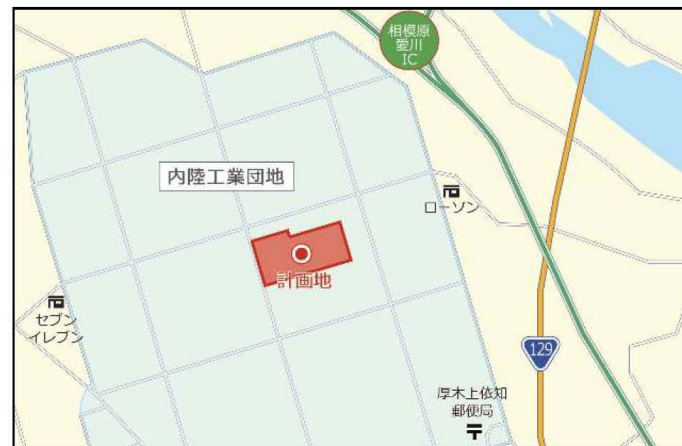 相模原
愛川
IC
内陸工業団地
ローソン
計画地
セブン
イレブン
129
厚木上依知
郵便局